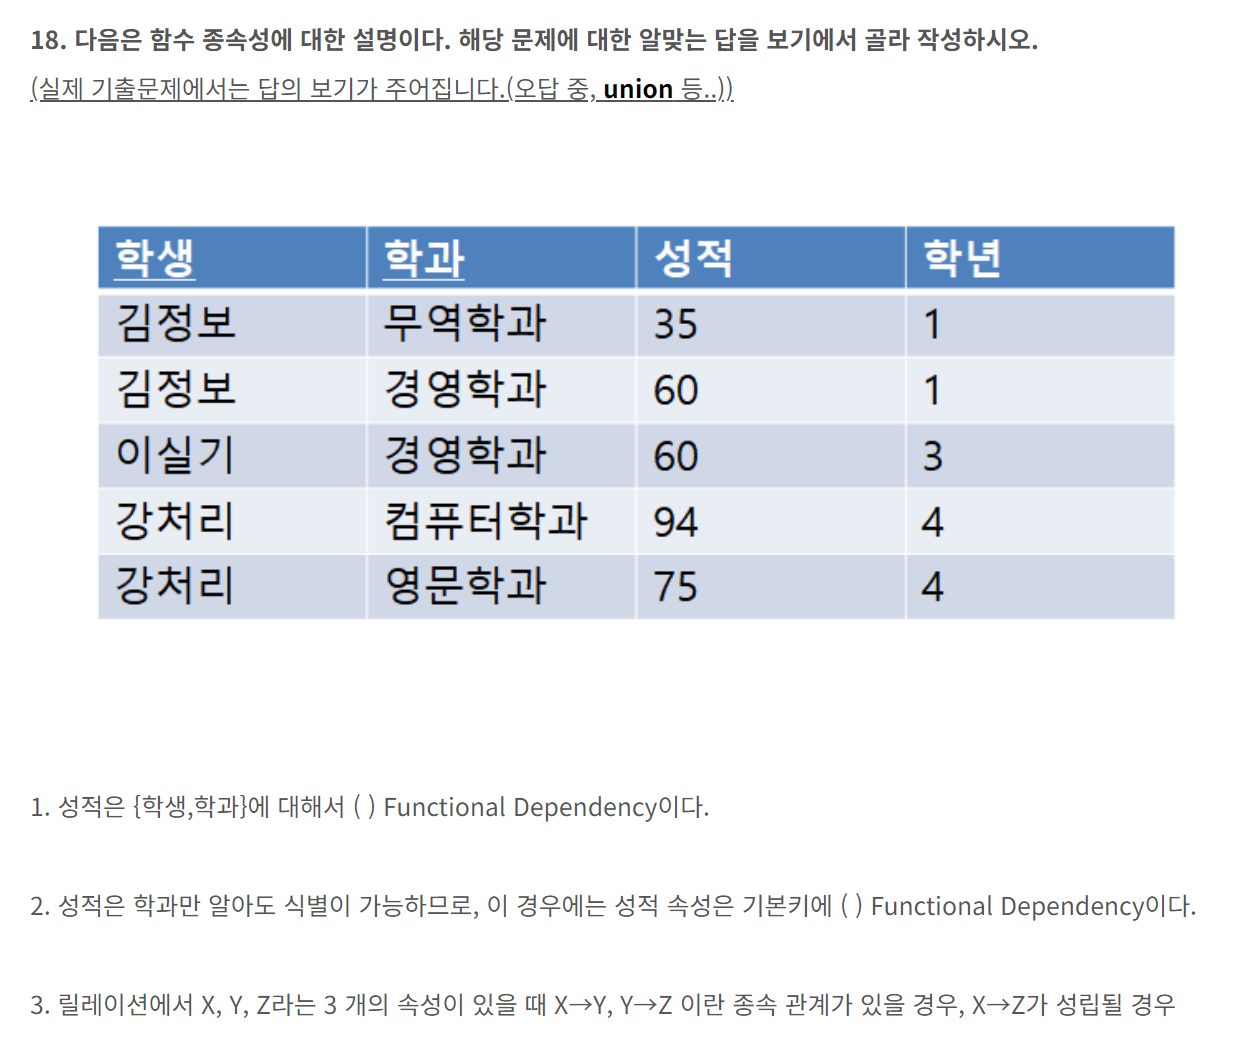 18. 다음은 함수 종속성에 대한 설명이다. 해당 문제에 대한 알맞는 답을 보기에서 골라 작성하시오.
(실제 기출문제에서는 답의 보기가 주어집니다.(오답 중, union 등..))
학생 학과 성적 학년
김정보 무역학과 35 1
김정보 경영학과 60 1
이실기 경영학과 60 3
강처리 컴퓨터학과 94 4
강처리 영문학과 75 4
1. 성적은 {학생,학과}에 대해서 ( ) Functional Dependency이다.
2. 성적은 학과만 알아도 식별이 가능하므로, 이 경우에는 성적 속성은 기본키에 ( ) Functional Dependency이다.
3. 릴레이션에서 X, Y, Z라는 3 개의 속성이 있을 때 X→Y, Y→Z 이란 종속 관계가 있을 경우, X→Z가 성립될 경우